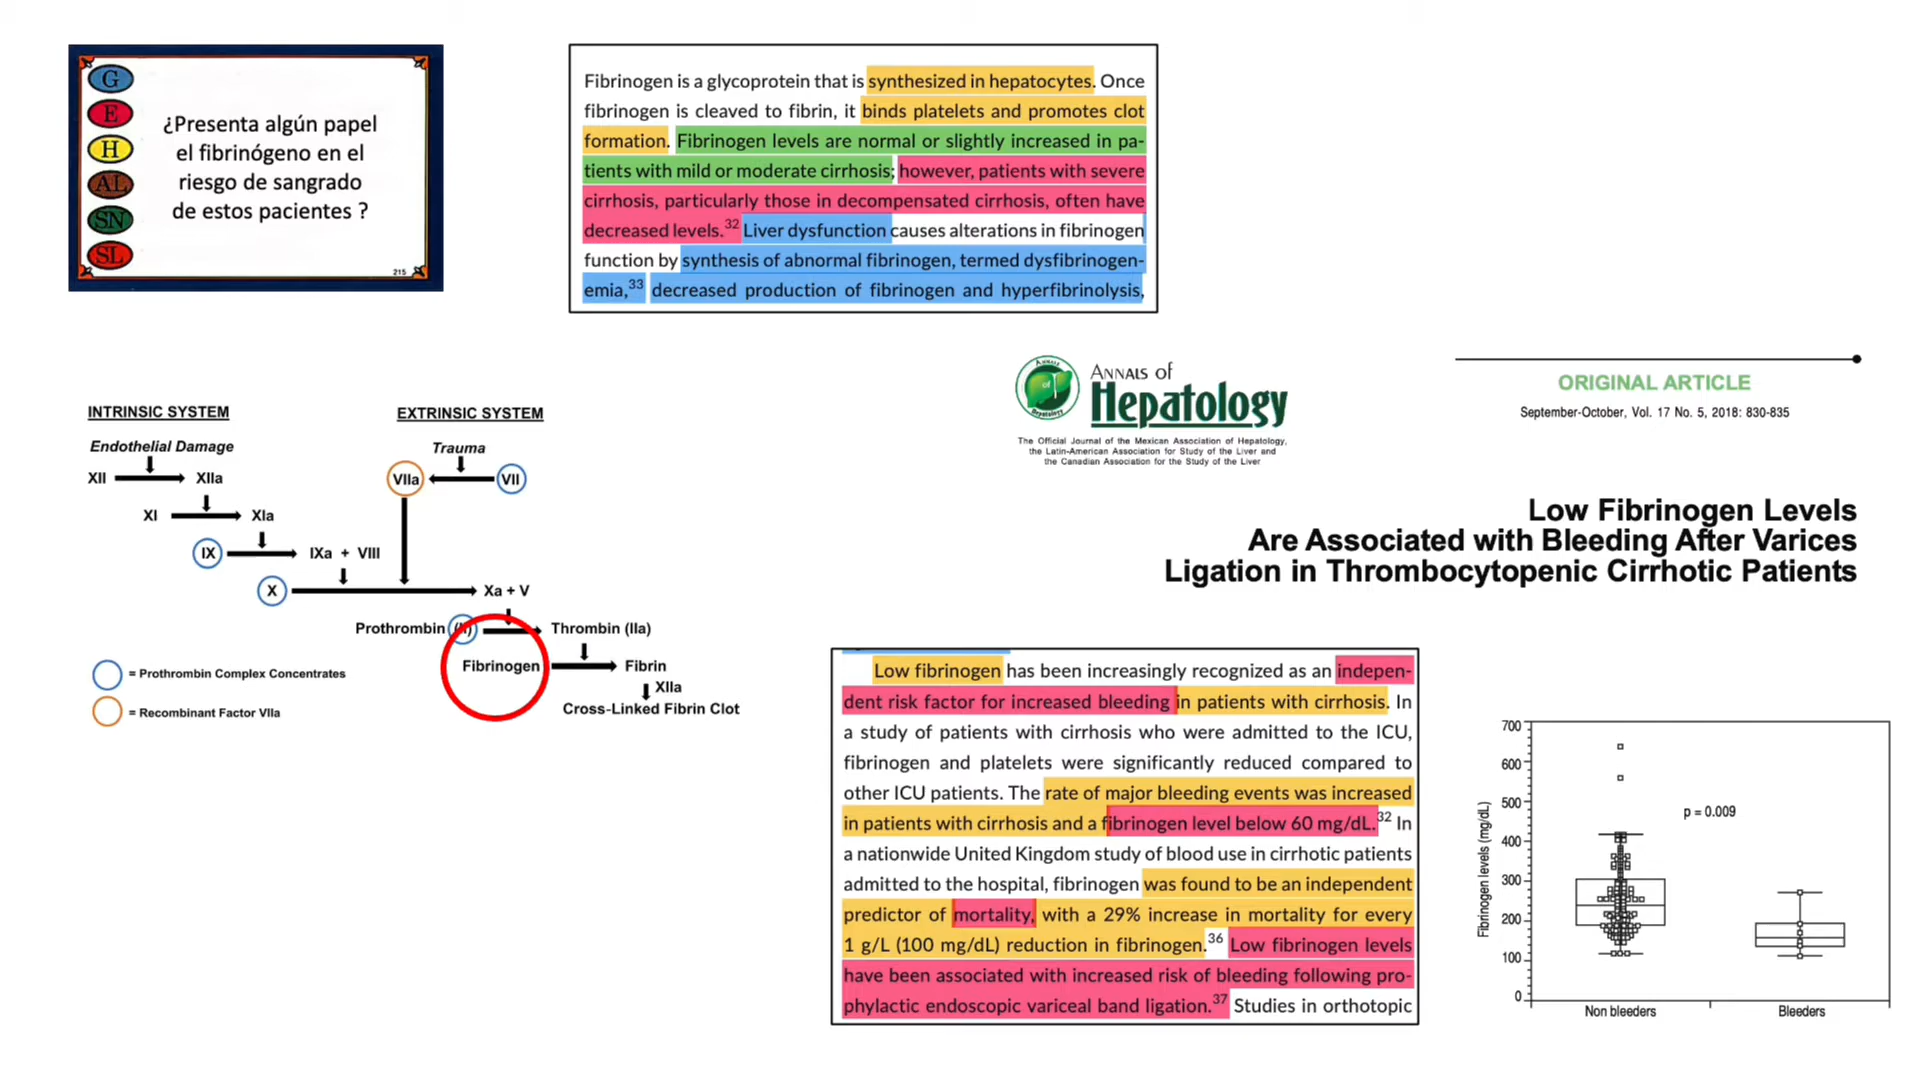 G
E
H
AL
SN
SL
¿Presenta algún papel
el fibrinógeno en el
riesgo de sangrado
de estos pacientes ?
215
Fibrinogen is a glycoprotein that is synthesized in hepatocytes. Once
fibrinogen is cleaved to fibrin, it binds platelets and promotes clot
formation. Fibrinogen levels are normal or slightly increased in pa-
tients with mild or moderate cirrhosis; however, patients with severe
cirrhosis, particularly those in decompensated cirrhosis, often have
decreased levels.32 Liver dysfunction causes alterations in fibrinogen
function by synthesis of abnormal fibrinogen, termed dysfibrinogen-
emia,33 decreased production of fibrinogen and hyperfibrinolysis,
INTRINSIC SYSTEM
EXTRINSIC SYSTEM
Endothelial Damage
Trauma
XII XIIa VIIa VII
XI XIa
IX IXa + VIII
X Xa + V
Prothrombin (II) Thrombin (IIa)
Fibrinogen Fibrin
XIIa
Cross-Linked Fibrin Clot
= Prothrombin Complex Concentrates
= Recombinant Factor VIIa
Annals of
Hepatology
The Official Journal of the Mexican Association of Hepatology,
the Latin-American Association for Study of the Liver and
the Canadian Association for the Study of the Liver
ORIGINAL ARTICLE
September-October, Vol. 17 No. 5, 2018: 830-835
Low Fibrinogen Levels
Are Associated with Bleeding After Varices
Ligation in Thrombocytopenic Cirrhotic Patients
Low fibrinogen has been increasingly recognized as an indepen-
dent risk factor for increased bleeding in patients with cirrhosis. In
a study of patients with cirrhosis who were admitted to the ICU,
fibrinogen and platelets were significantly reduced compared to
other ICU patients. The rate of major bleeding events was increased
in patients with cirrhosis and a fibrinogen level below 60 mg/dL.32 In
a nationwide United Kingdom study of blood use in cirrhotic patients
admitted to the hospital, fibrinogen was found to be an independent
predictor of mortality, with a 29% increase in mortality for every
1 g/L (100 mg/dL) reduction in fibrinogen.36 Low fibrinogen levels
have been associated with increased risk of bleeding following pro-
phylactic endoscopic variceal band ligation.37 Studies in orthotopic
Fibrinogen levels (mg/dL)
700
600
500
400
300
200
100
0
p = 0.009
Non bleeders
Bleeders